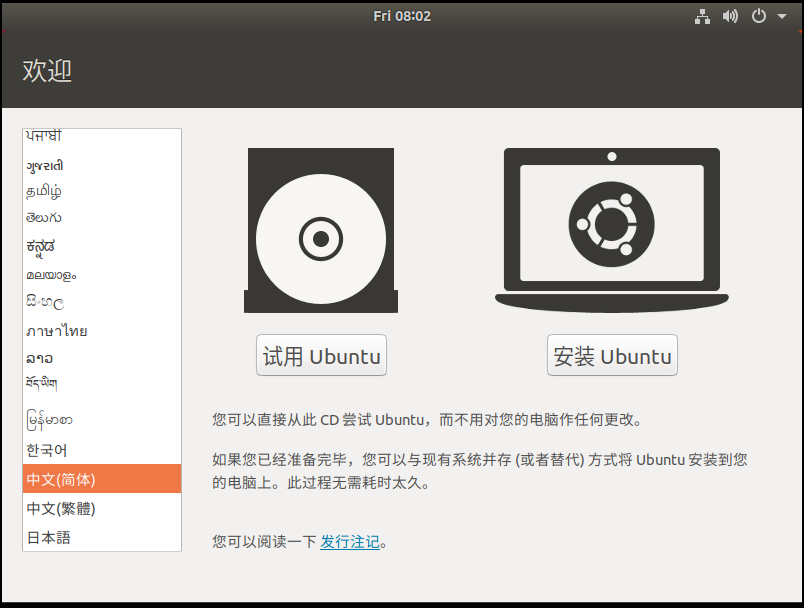 Fri 08:02
欢迎
ਪੰਜਾਬੀ
ગુજરાતી
தமிழ்
తెలుగు
ಕನ್ನಡ
മലയാളം
සිංහල
ภาษาไทย
ລາວ
བོད་ཡིག
မြန်မာစာ
한국어
中文(简体)
中文(繁體)
日本語
试用 Ubuntu
安装 Ubuntu
您可以直接从此 CD 尝试 Ubuntu，而不用对您的电脑作任何更改。
如果您已经准备完毕，您可以与现有系统并存 (或者替代) 方式将 Ubuntu 安装到您
的电脑上。此过程无需耗时太久。
您可以阅读一下 发行注记。